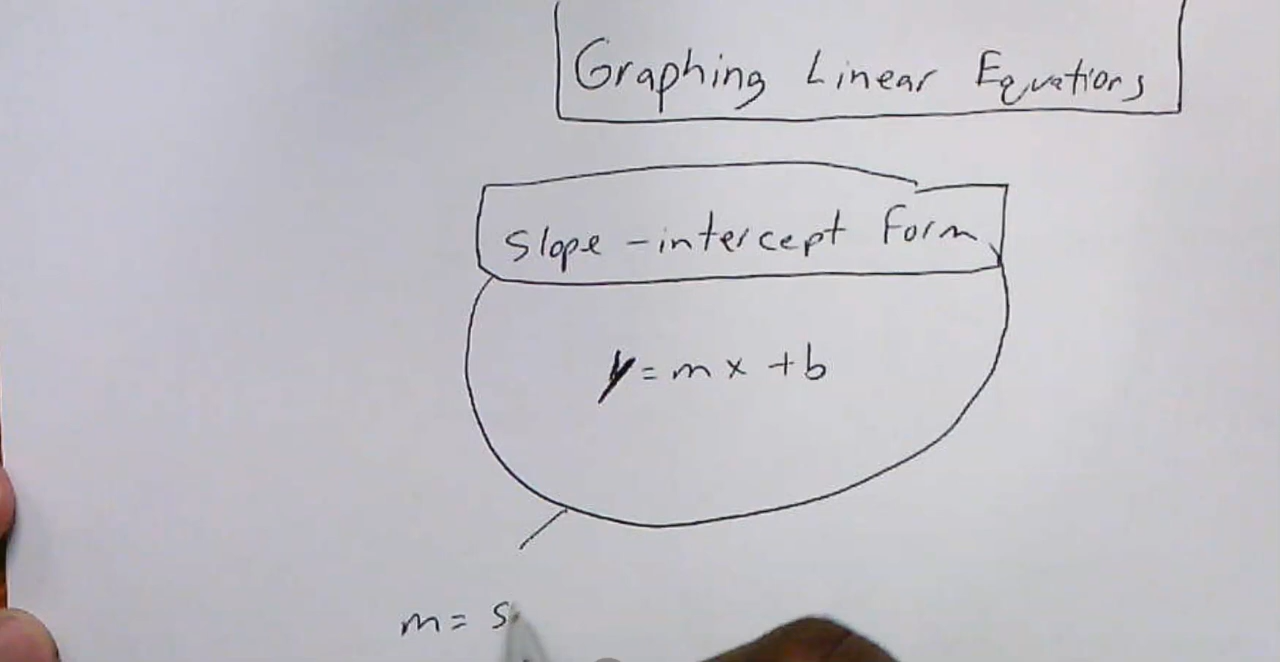 Graphing Linear Equations
Slope-intercept Form
y = mx + b
m = s